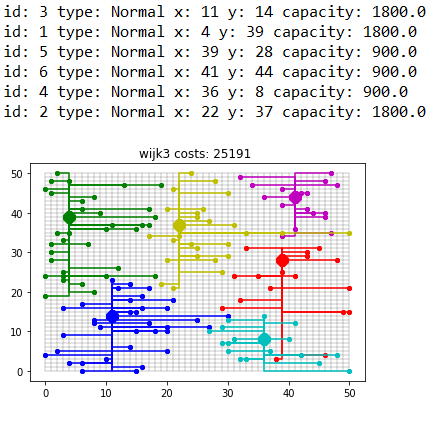 id: 3 type: Normal x: 11 y: 14 capacity: 1800.0
id: 1 type: Normal x: 4 y: 39 capacity: 1800.0
id: 5 type: Normal x: 39 y: 28 capacity: 900.0
id: 6 type: Normal x: 41 y: 44 capacity: 900.0
id: 4 type: Normal x: 36 y: 8 capacity: 900.0
id: 2 type: Normal x: 22 y: 37 capacity: 1800.0
wijk3 costs: 25191
50
40
30
20
10
0
0 10 20 30 40 50